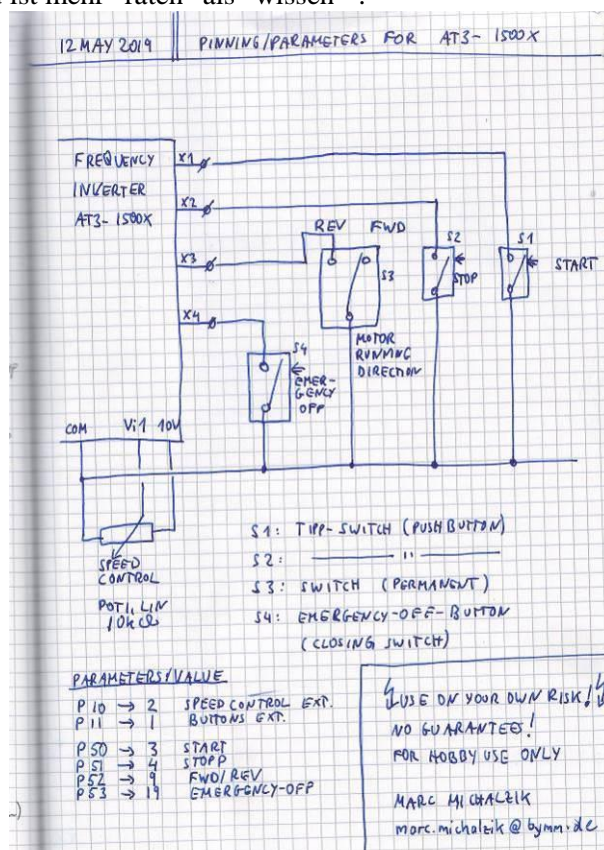 ist mehr "raten" als "wissen".
12 MAY 2019 PINNING/PARAMETERS FOR AT3-1500X
FREQUENCY
INVERTER
AT3-1500X
X1
X2
X3
X4
REV FWD
S3
MOTOR
RUNNING
DIRECTION
S2
STOP
S1
START
S4
EMER-
GENCY
OFF
COM Vi1 10V
SPEED
CONTROL
POTI, LIN
10kΩ
S1: TIPP-SWITCH (PUSHBUTTON)
S2: —— " ——
S3: SWITCH (PERMANENT)
S4: EMERGENCY-OFF-BUTTON
(CLOSING SWITCH)
PARAMETERS/VALUE
P10 → 2 SPEED CONTROL EXT.
P11 → 1 BUTTONS EXT.
P50 → 3 START
P51 → 4 STOPP
P52 → 9 FWD/REV
P53 → 19 EMERGENCY-OFF
USE ON YOUR OWN RISK!
NO GUARANTEES!
FOR HOBBY USE ONLY
MARC MICHALZIK
marc.michalzik@bymm.de